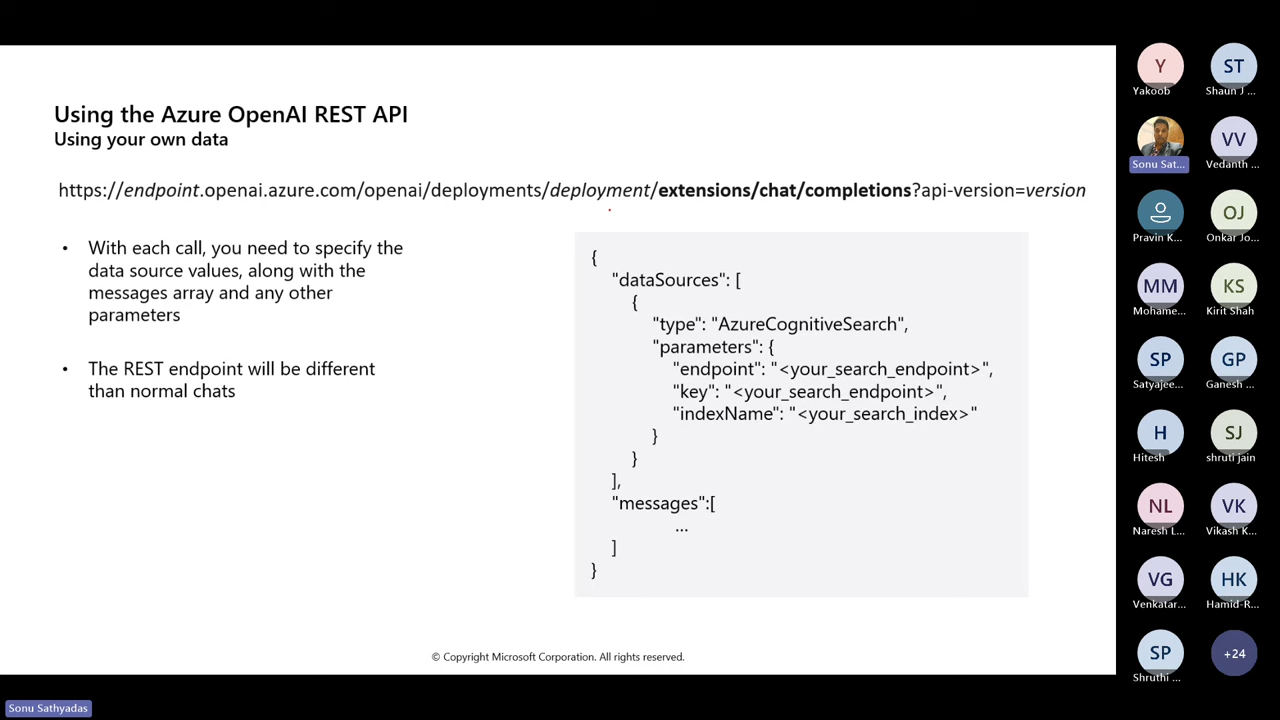 Using the Azure OpenAI REST API
Using your own data
https://endpoint.openai.azure.com/openai/deployments/deployment/extensions/chat/completions?api-version=version
• With each call, you need to specify the
data source values, along with the
messages array and any other
parameters
• The REST endpoint will be different
than normal chats
{
"dataSources": [
{
"type": "AzureCognitiveSearch",
"parameters": {
"endpoint": "<your_search_endpoint>",
"key": "<your_search_endpoint>",
"indexName": "<your_search_index>"
}
}
],
"messages":[
...
]
}
© Copyright Microsoft Corporation. All rights reserved.
Y ST
Yakoob Shaun J ...
VV
Sonu Sat... Vedanth ...
OJ
Pravin K... Onkar Jo...
MM KS
Mohame... Kirit Shah
SP GP
Satyajee... Ganesh ...
H SJ
Hitesh shruti jain
NL VK
Naresh L... Vikash K...
VG HK
Venkatar... Hamid-R...
SP +24
Shruthi ...
Sonu Sathyadas